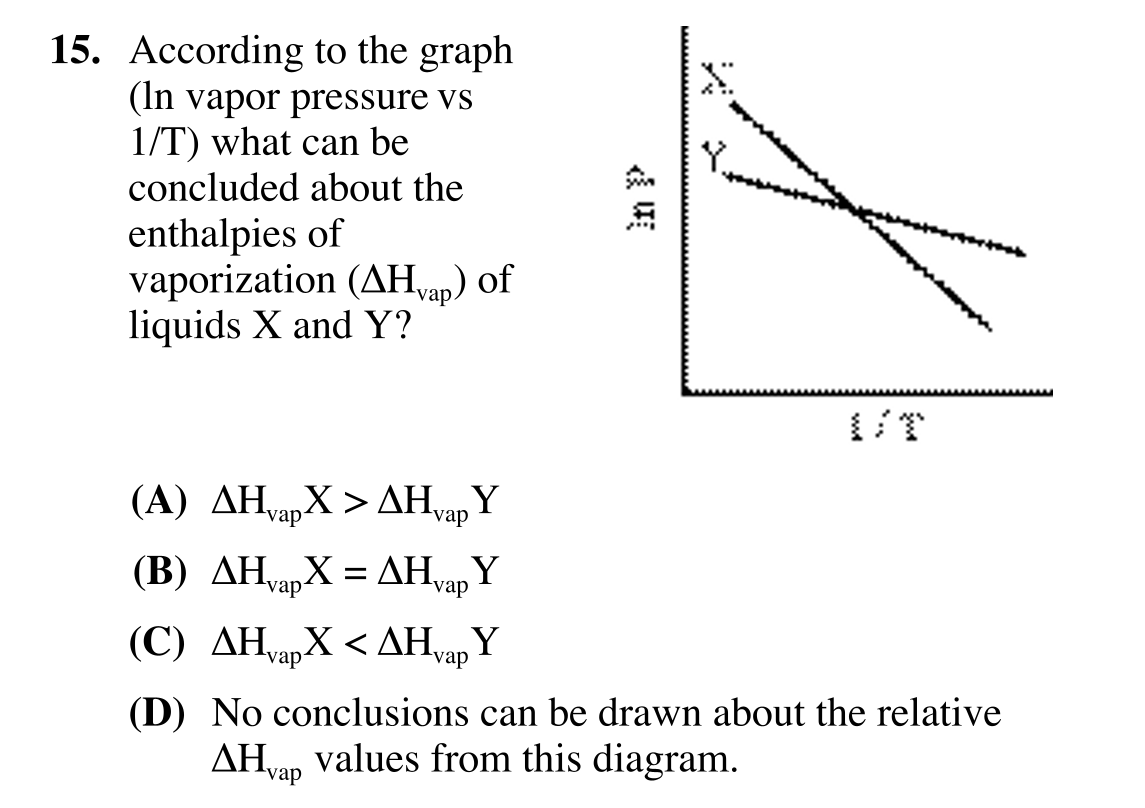 15. According to the graph
(ln vapor pressure vs
1/T) what can be
concluded about the
enthalpies of
vaporization (ΔHvap) of
liquids X and Y?
X
Y
ln P
1/T
(A) ΔHvapX > ΔHvapY
(B) ΔHvapX = ΔHvapY
(C) ΔHvapX < ΔHvapY
(D) No conclusions can be drawn about the relative
ΔHvap values from this diagram.